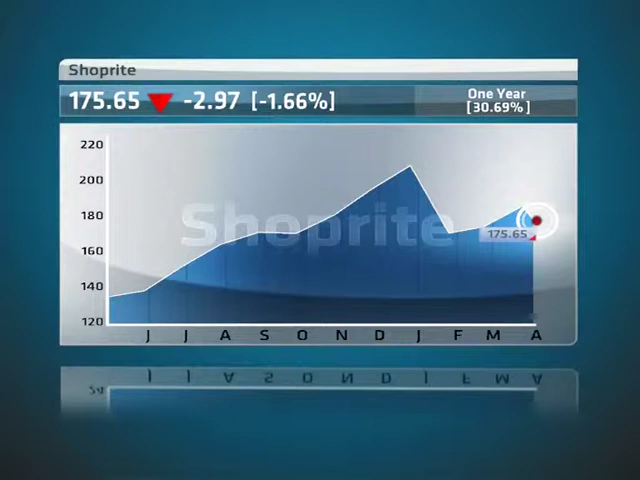 Shoprite
175.65 -2.97 [-1.66%]
One Year
[30.69%]
220
200
180
160
140
120
Shoprite
175.65
J J A S O N D J F M A